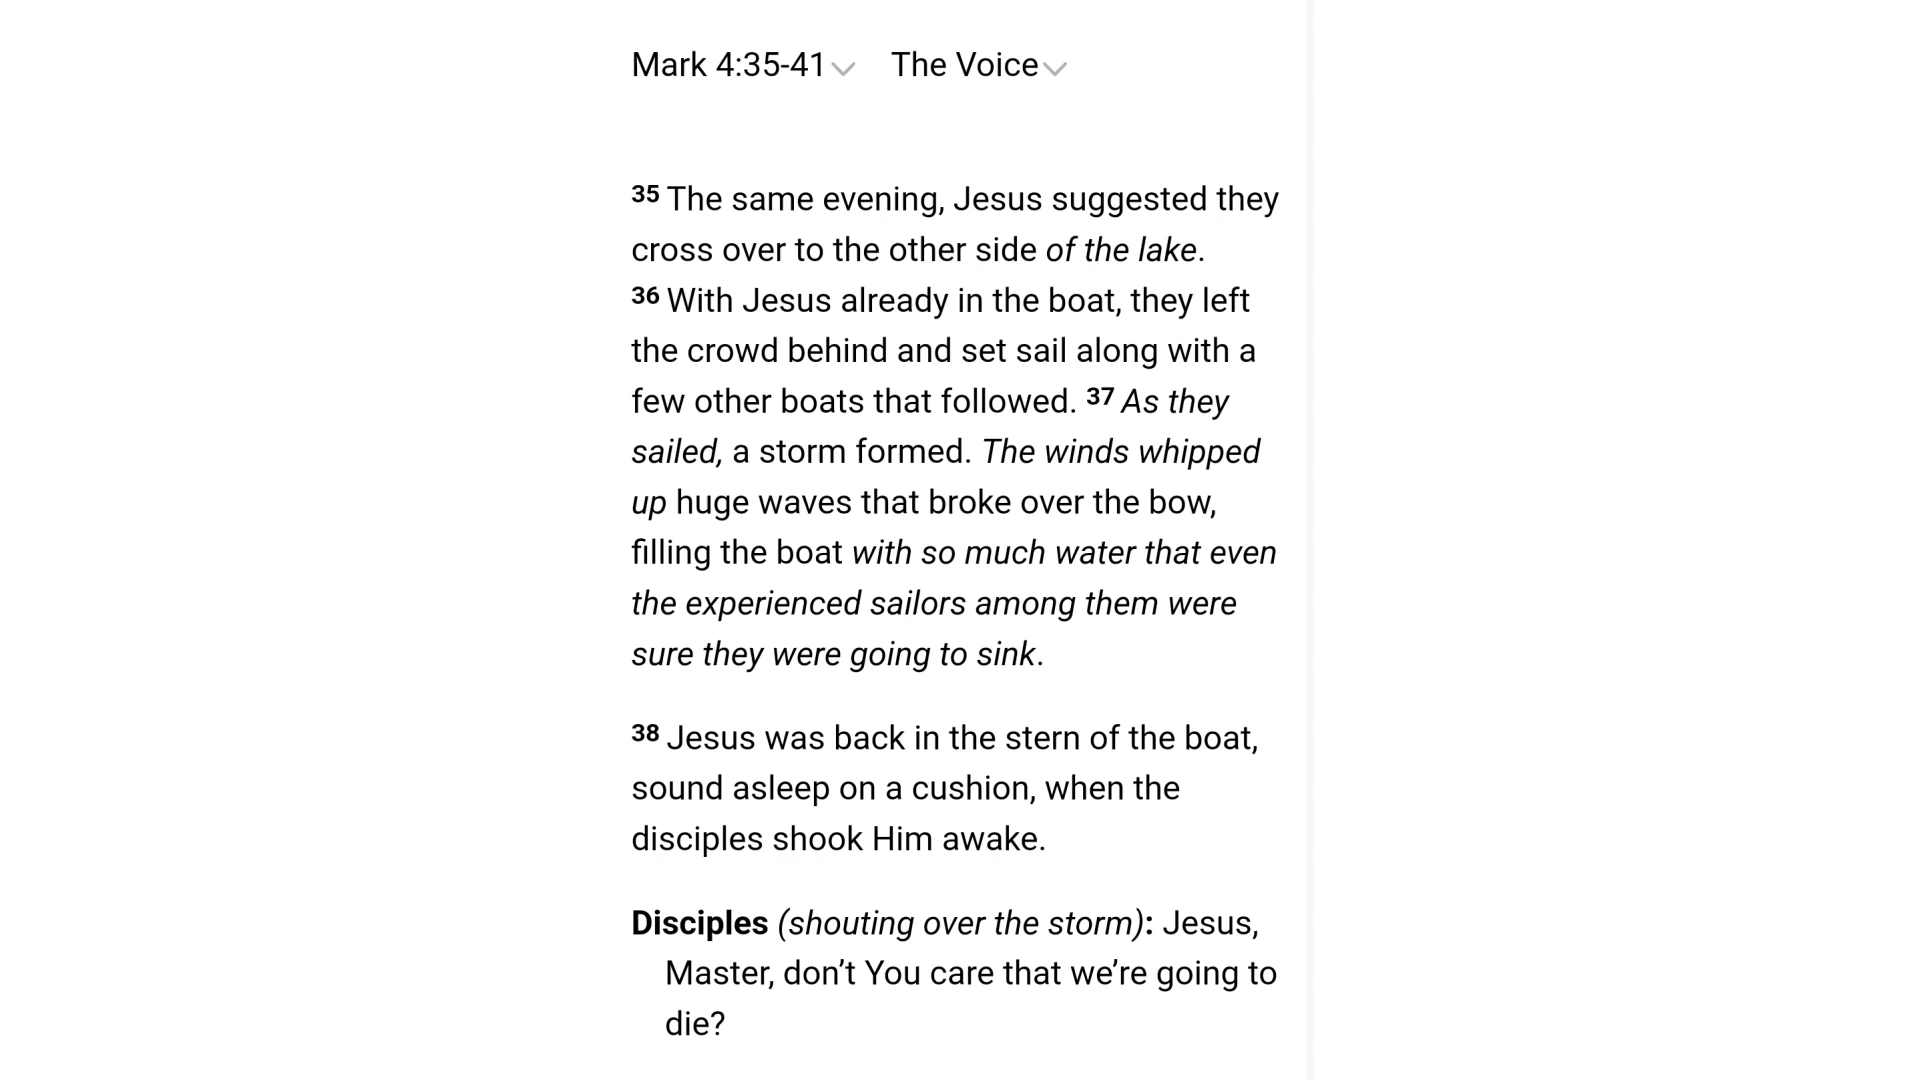 Mark 4:35-41 The Voice
35 The same evening, Jesus suggested they
cross over to the other side of the lake.
36 With Jesus already in the boat, they left
the crowd behind and set sail along with a
few other boats that followed. 37 As they
sailed, a storm formed. The winds whipped
up huge waves that broke over the bow,
filling the boat with so much water that even
the experienced sailors among them were
sure they were going to sink.
38 Jesus was back in the stern of the boat,
sound asleep on a cushion, when the
disciples shook Him awake.
Disciples (shouting over the storm): Jesus,
Master, don’t You care that we’re going to
die?